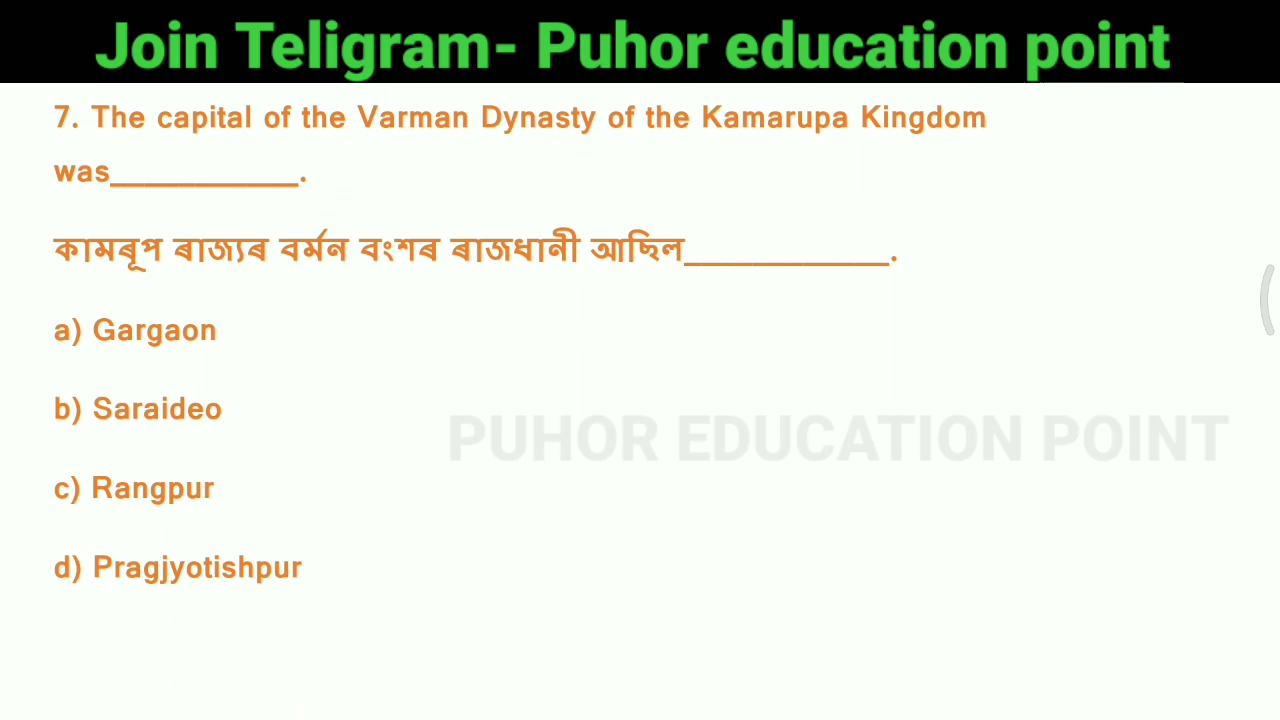 Join Teligram- Puhor education point
7. The capital of the Varman Dynasty of the Kamarupa Kingdom
was___________.
কামৰূপ ৰাজ্যৰ বৰ্মন বংশৰ ৰাজধানী আছিল____________.
a) Gargaon
b) Saraideo
PUHOR EDUCATION POINT
c) Rangpur
d) Pragjyotishpur